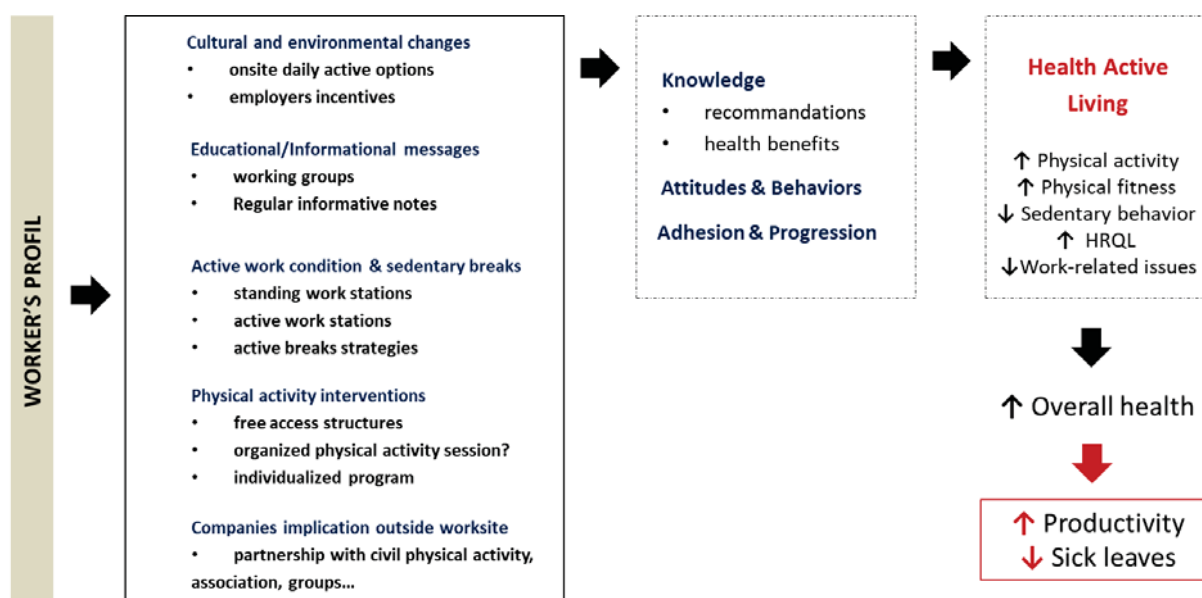 WORKER'S PROFIL
Cultural and environmental changes
• onsite daily active options
• employers incentives
Educational/Informational messages
• working groups
• Regular informative notes
Active work condition & sedentary breaks
• standing work stations
• active work stations
• active breaks strategies
Physical activity interventions
• free access structures
• organized physical activity session?
• individualized program
Companies implication outside worksite
• partnership with civil physical activity,
association, groups...
Knowledge
• recommandations
• health benefits
Attitudes & Behaviors
Adhesion & Progression
Health Active
Living
↑ Physical activity
↑ Physical fitness
↓ Sedentary behavior
↑ HRQL
↓Work-related issues
↑ Overall health
↑ Productivity
↓ Sick leaves